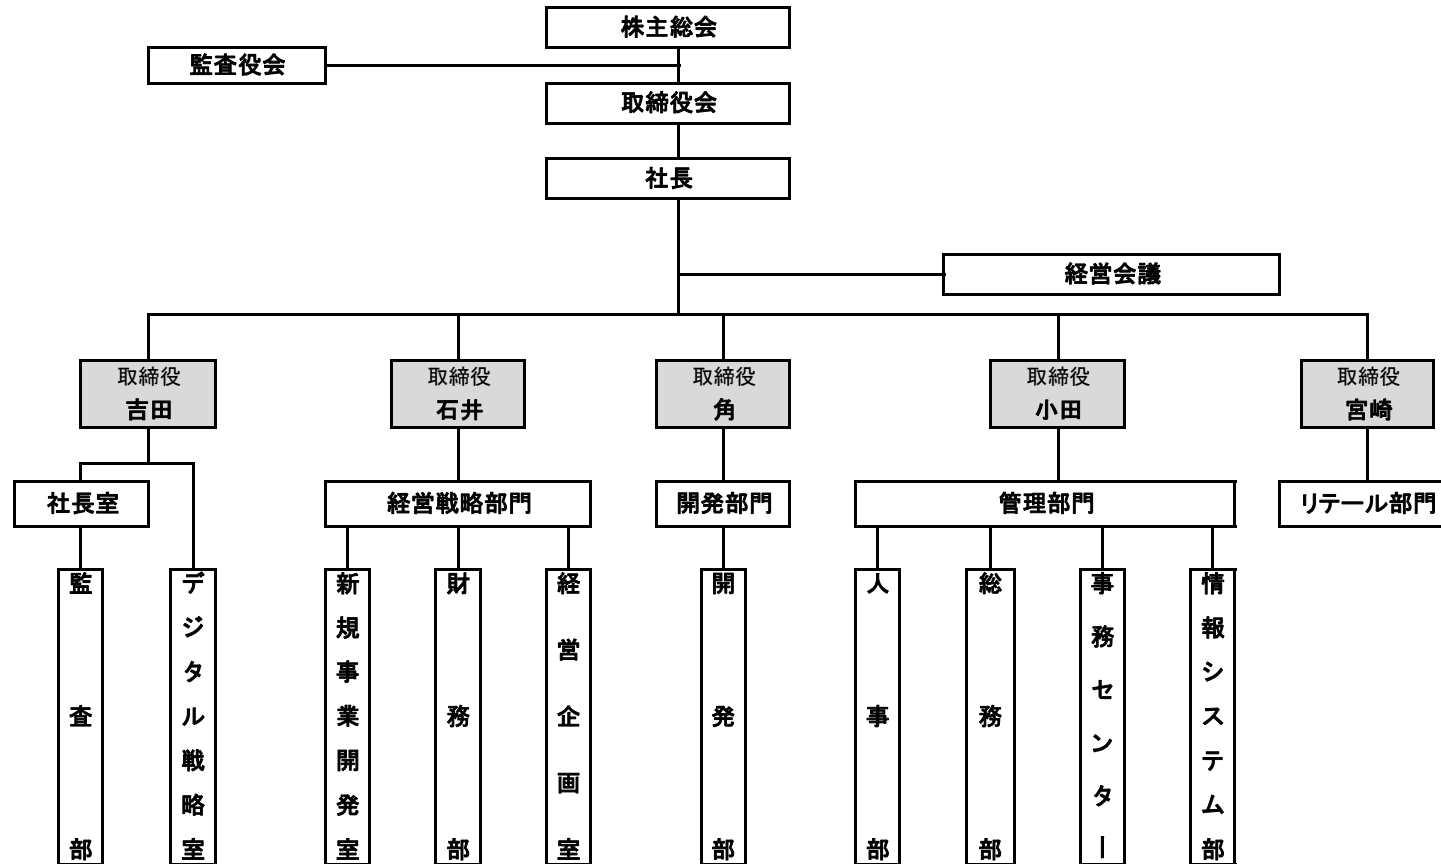 株主総会
監査役会
取締役会
社長
経営会議
取締役
吉田
取締役
石井
取締役
角
取締役
小田
取締役
宮崎
社長室
経営戦略部門
開発部門
管理部門
リテール部門
監査部
デジタル戦略室
新規事業開発室
財務部
経営企画室
開発部
人事部
総務部
事務センター
情報システム部